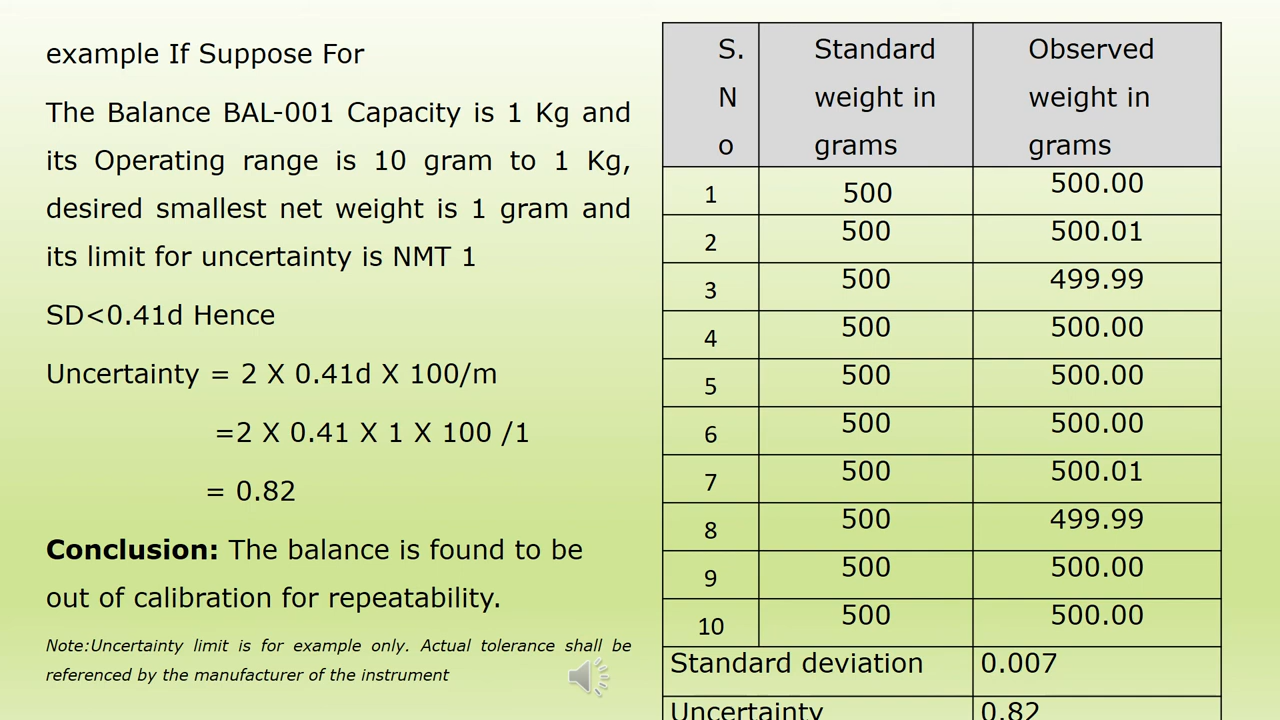 example If Suppose For
The Balance BAL-001 Capacity is 1 Kg and
its Operating range is 10 gram to 1 Kg,
desired smallest net weight is 1 gram and
its limit for uncertainty is NMT 1
SD<0.41d Hence
Uncertainty = 2 X 0.41d X 100/m
=2 X 0.41 X 1 X 100 /1
= 0.82
Conclusion: The balance is found to be
out of calibration for repeatability.
Note:Uncertainty limit is for example only. Actual tolerance shall be
referenced by the manufacturer of the instrument
S.
N
o
Standard
weight in
grams
Observed
weight in
grams
1 500 500.00
2 500 500.01
3 500 499.99
4 500 500.00
5 500 500.00
6 500 500.00
7 500 500.01
8 500 499.99
9 500 500.00
10 500 500.00
Standard deviation 0.007
Uncertainty 0.82